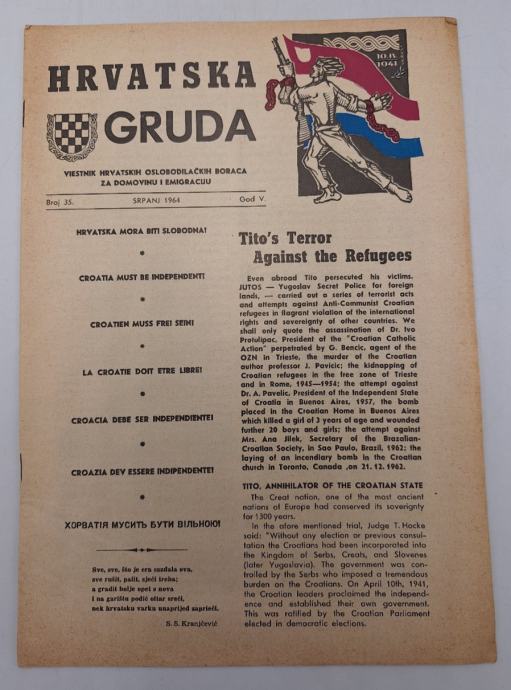 HRVATSKA
GRUDA
10.IV.
1941
VIESTNIK HRVATSKIH OSLOBODILAČKIH BORACA
ZA DOMOVINU I EMIGRACIJU
Broj 35. SRPANJ 1964 God V.
HRVATSKA MORA BITI SLOBODNA!
*
CROATIA MUST BE INDEPENDENT!
*
CROATIEN MUSS FREI SEIN!
*
LA CROATIE DOIT ETRE LIBRE!
*
CROACIA DEBE SER INDEPENDIENTE!
*
CROAZIA DEV ESSERE INDIPENDENTE!
*
ХОРВАТІЯ МУСИТЬ БУТИ ВІЛЬНОЮ!
Sve, sve, što je era sazdala ova,
sve rušit, palit, sjeći treba;
a gradit bolje opet s nova
i na garištu podić oltar sreći,
nek hrvatsku varku unaprijed zapriječi.
S. S. Kranjčević
Tito's Terror
Against the Refugees
Even abroad Tito persecuted his victims.
JUTOS — Yugoslav Secret Police for foreign
lands, — carried out a series of terrorist acts
and attempts against Anti-Communist Croatian
refugees in flagrant violation of the international
rights and sovereignty of other countries. We
shall only quote the assassination of Dr. Ivo
Protulipac, President of the "Croatian Catholic
Action" perpetrated by G. Bencic, agent of the
OZN in Trieste, the murder of the Croatian
author professor J. Pavicic; the kidnapping of
Croatian refugees in the free zone of Trieste
and in Rome, 1945—1954; the attempt against
Dr. A. Pavelic, President of the Independent State
of Croatia in Buenos Aires, 1957, the bomb
placed in the Croatian Home in Buenos Aires
which killed a girl of 3 years of age and wounded
futher 20 boys and girls; the attempt against
Mrs. Ana Jilek, Secretary of the Brazalian-
Croatian Society, in Sao Paulo, Brazil, 1962; the
laying of an incendiary bomb in the Croatian
church in Toronto, Canada ,on 21. 12. 1962.
TITO, ANNIHILATOR OF THE CROATIAN STATE
The Croat nation, one of the most ancient
nations of Europe had conserved its sovereignty
for 1300 years.
In the afore mentioned trial, Judge T. Hocke
said: "Without any election or previous consul-
tation the Croatians had been incorporated into
the Kingdom of Serbs, Croats, and Slovenes
(later Yugoslavia). The government was con-
trolled by the Serbs who imposed a tremendous
burden on the Croatians. On April 10th, 1941,
the Croatian leaders proclaimed the independ-
ence and established their own government.
This was ratified by the Croatian Parliament
elected in democratic elections.